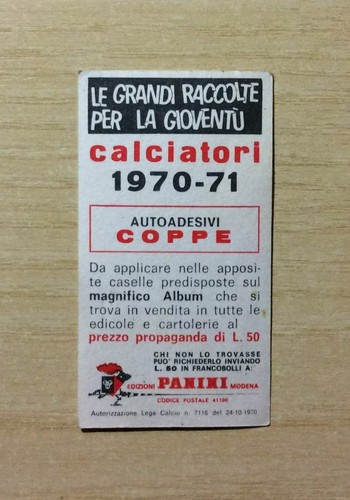 LE GRANDI RACCOLTE
PER LA GIOVENTÙ
calciatori
1970-71
AUTOADESIVI
COPPE
Da applicare nelle apposi-
te caselle predisposte sul
magnifico Album che si
trova in vendita in tutte le
edicole e cartolerie al
prezzo propaganda di L. 50
CHI NON LO TROVASSE
PUO' RICHIEDERLO INVIANDO
L. 50 IN FRANCOBOLLI A:
EDIZIONI PANINI MODENA
CODICE POSTALE 41100
Autorizzazione Lega Calcio n. 7116 del 24-10-1970